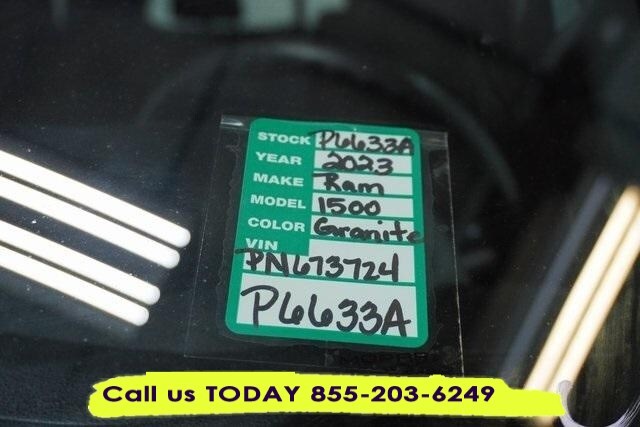 STOCK P6633A
YEAR 2023
MAKE Ram
MODEL 1500
COLOR Granite
VIN
PN673724
P6633A
MOPAR
Call us TODAY 855-203-6249